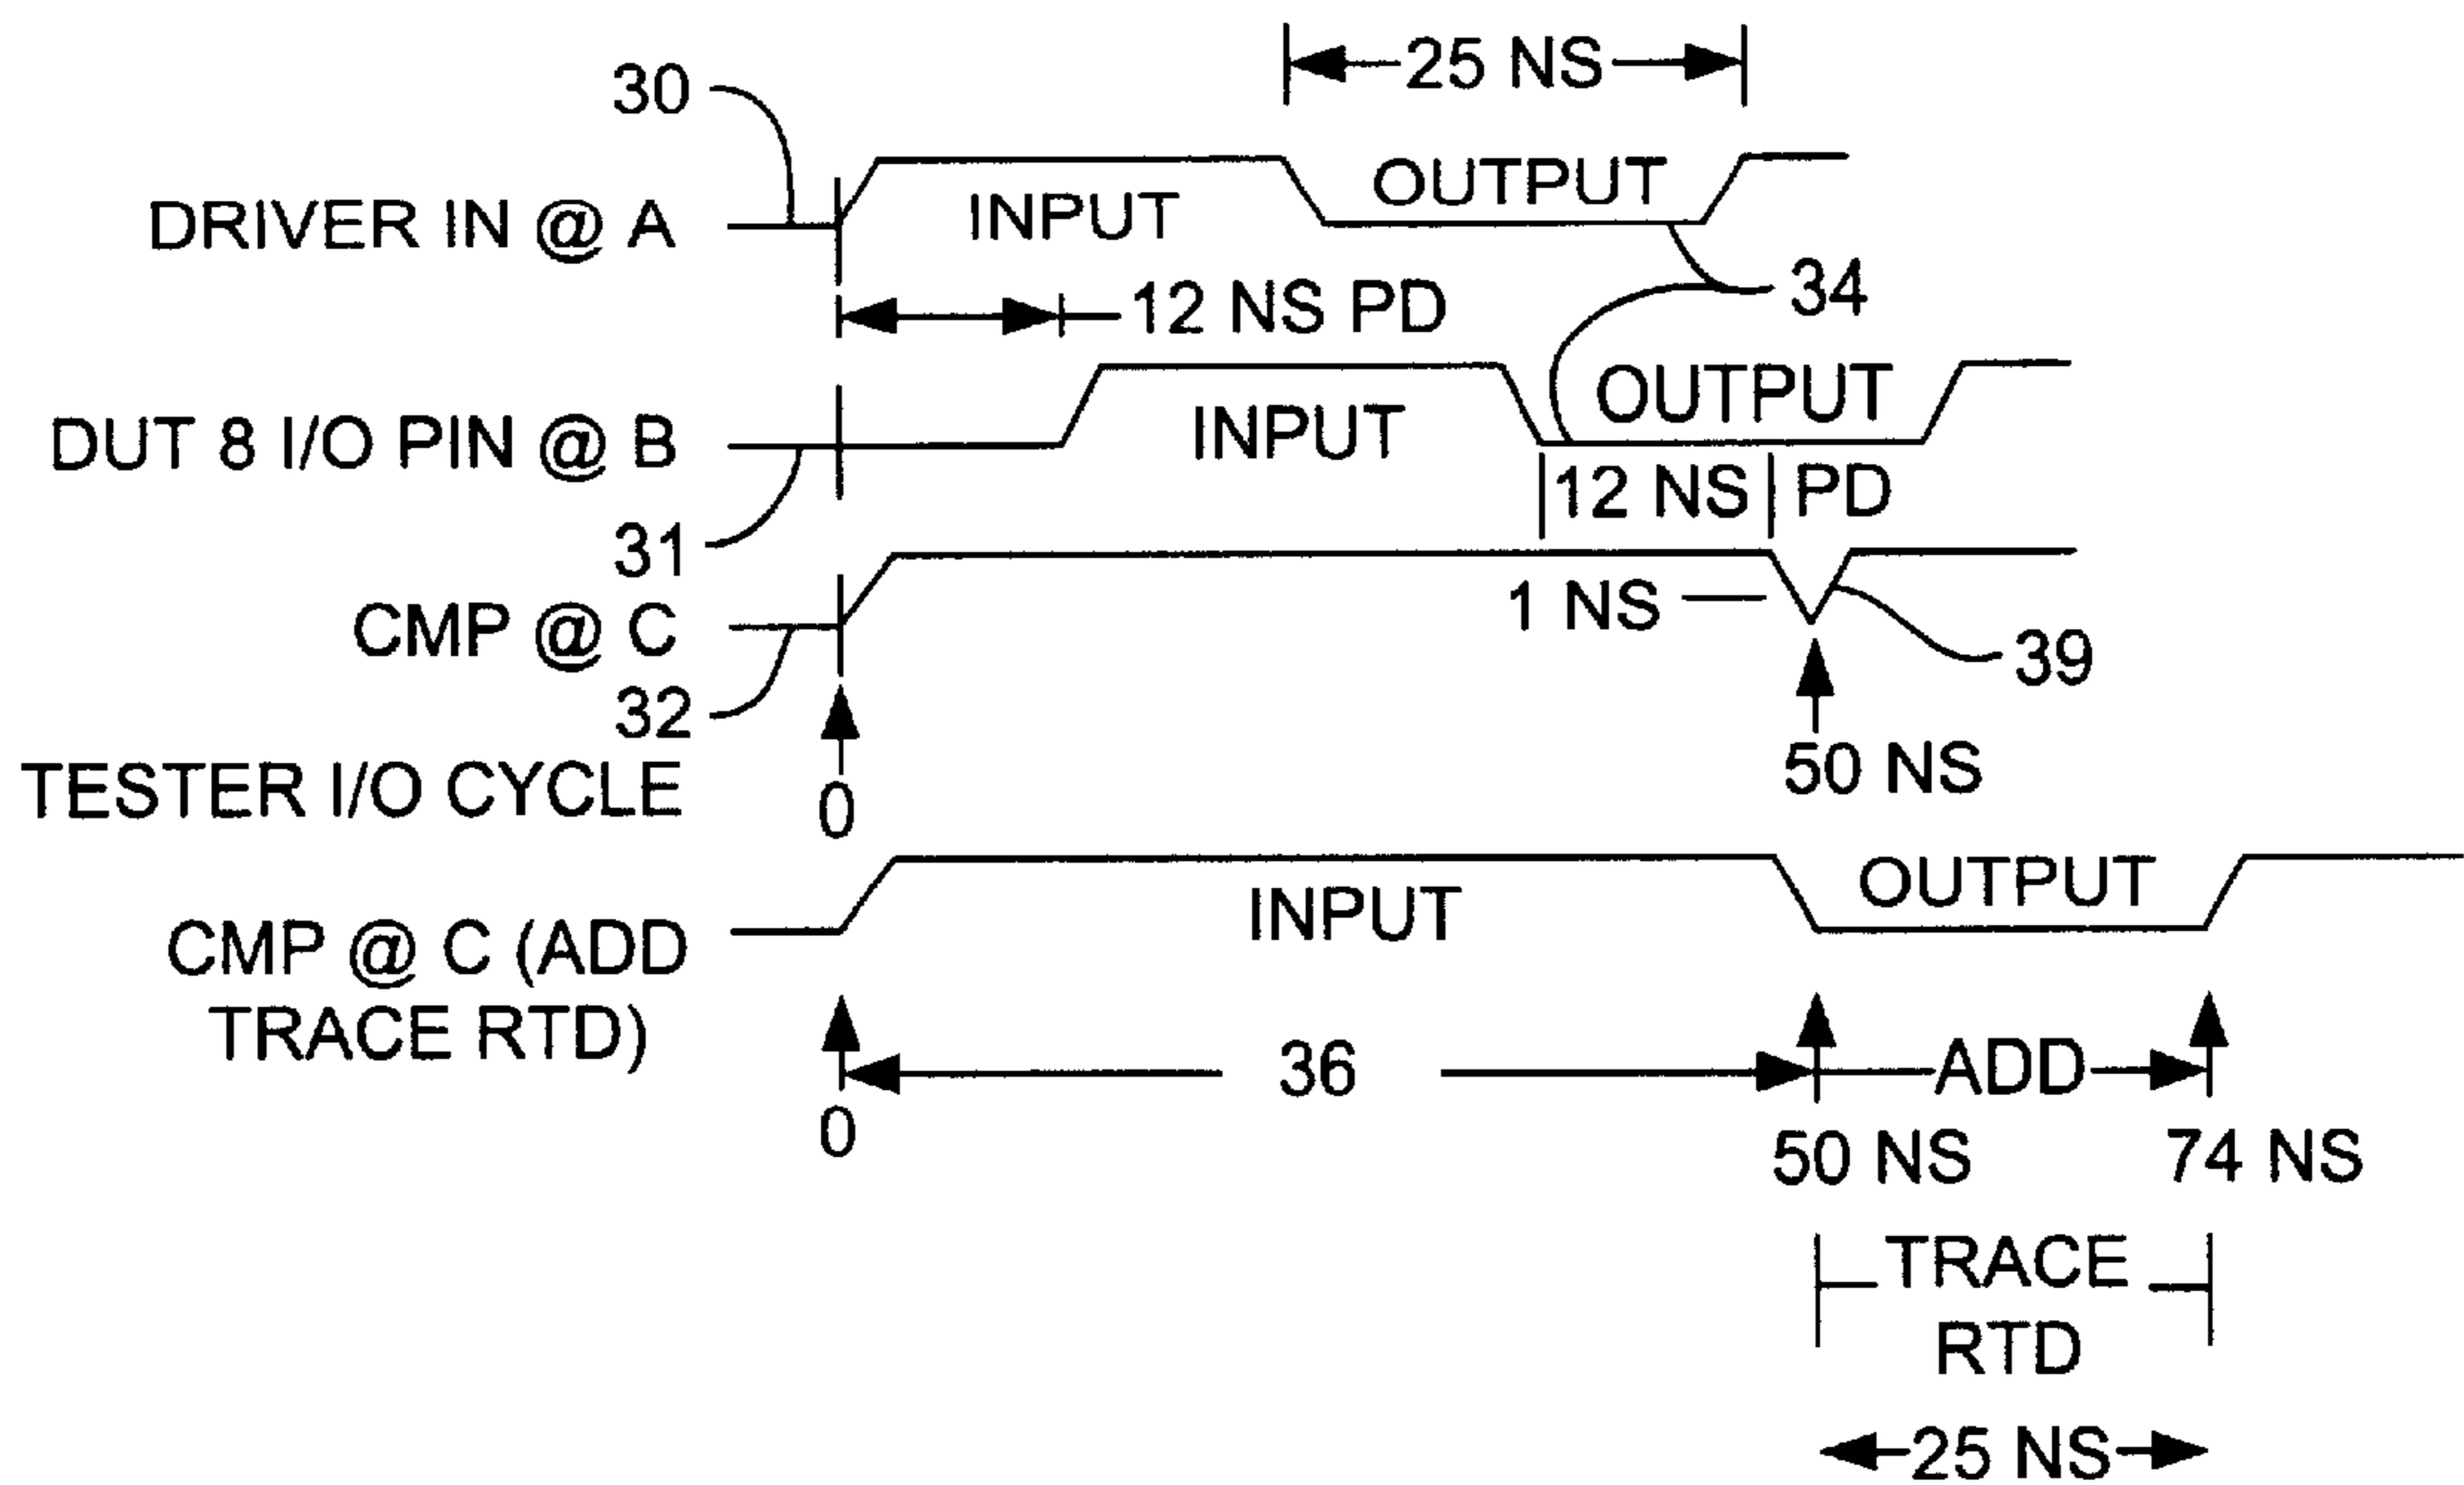 25 NS
30
DRIVER IN @ A
INPUT
OUTPUT
12 NS PD
34
DUT 8 I/O PIN @ B
INPUT
OUTPUT
12 NS PD
31
CMP @ C
1 NS
39
32
50 NS
TESTER I/O CYCLE
0
INPUT
OUTPUT
CMP @ C (ADD
TRACE RTD)
36
ADD
0
50 NS
74 NS
TRACE
RTD
25 NS